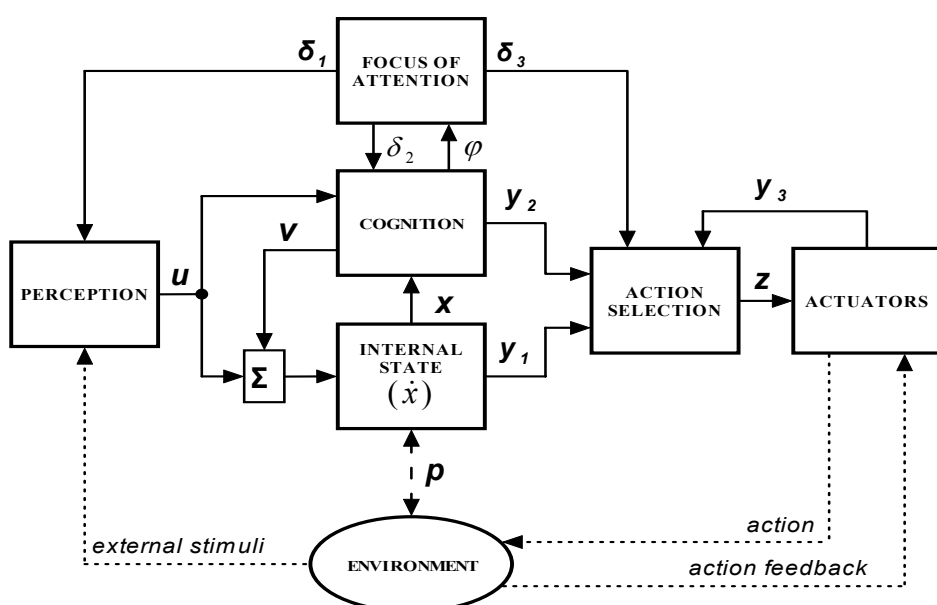 δ1
FOCUS OF
ATTENTION
δ3
δ2
φ
PERCEPTION
u
v
COGNITION
y2
x
Σ
INTERNAL
STATE
(ẋ)
y1
ACTION
SELECTION
y3
z
ACTUATORS
p
external stimuli
ENVIRONMENT
action
action feedback